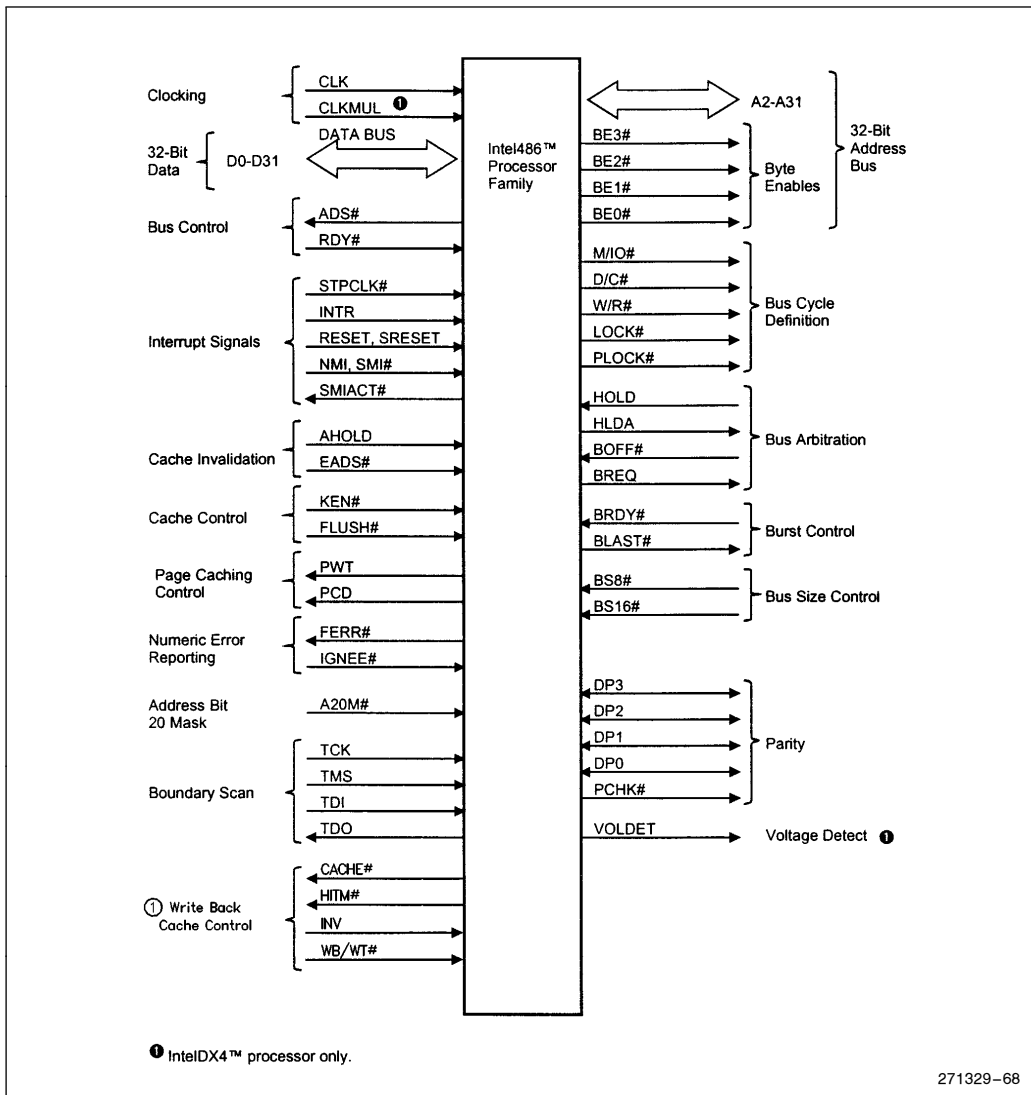 Clocking
CLK
CLKMUL ❶
32-Bit
Data
D0-D31
DATA BUS
Bus Control
ADS#
RDY#
Interrupt Signals
STPCLK#
INTR
RESET, SRESET
NMI, SMI#
SMIACT#
Cache Invalidation
AHOLD
EADS#
Cache Control
KEN#
FLUSH#
Page Caching
Control
PWT
PCD
Numeric Error
Reporting
FERR#
IGNEE#
Address Bit
20 Mask
A20M#
Boundary Scan
TCK
TMS
TDI
TDO
① Write Back
Cache Control
CACHE#
HITM#
INV
WB/WT#
Intel486™
Processor
Family
A2-A31
32-Bit
Address
Bus
BE3#
BE2#
BE1#
BE0#
Byte
Enables
M/IO#
D/C#
W/R#
LOCK#
PLOCK#
Bus Cycle
Definition
HOLD
HLDA
BOFF#
BREQ
Bus Arbitration
BRDY#
BLAST#
Burst Control
BS8#
BS16#
Bus Size Control
DP3
DP2
DP1
DP0
PCHK#
Parity
VOLDET
Voltage Detect ❶
❶ IntelDX4™ processor only.
271329–68